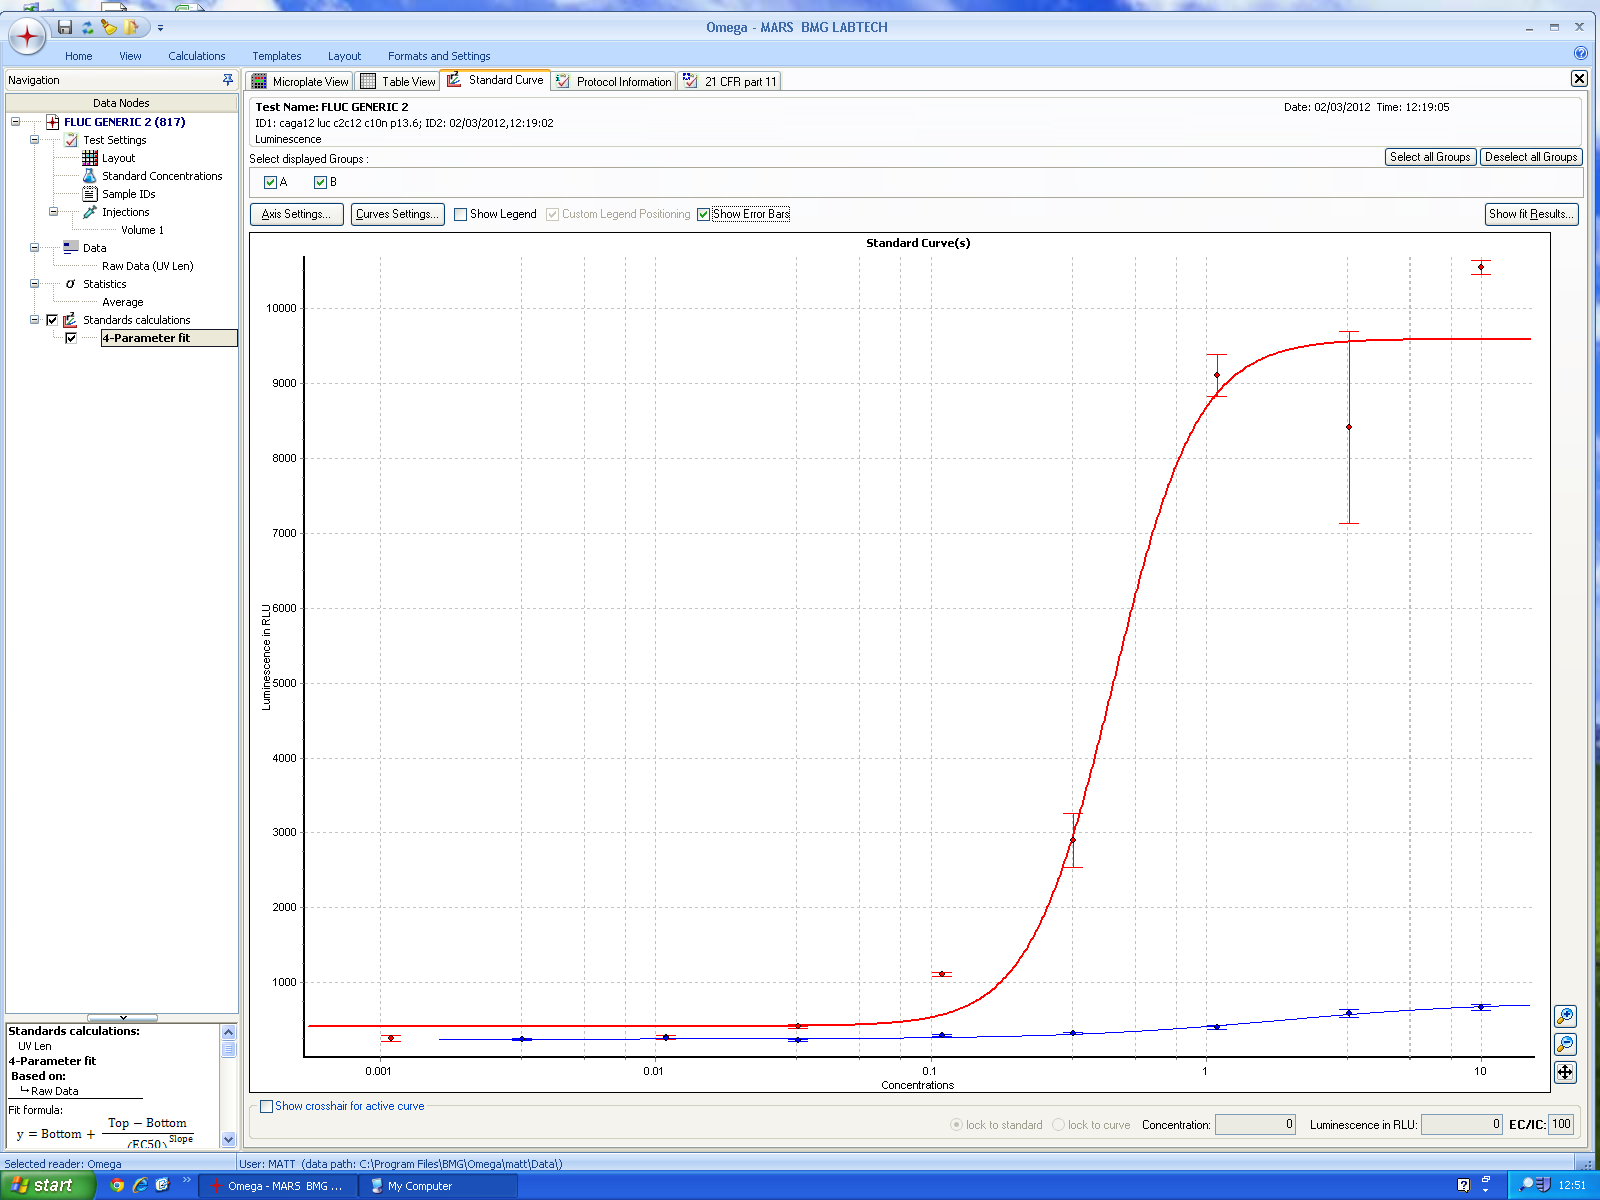 Omega - MARS  BMG LABTECH
Home View Calculations Templates Layout Formats and Settings
Navigation
Microplate View Table View Standard Curve Protocol Information 21 CFR part 11
Data Nodes
FLUC GENERIC 2 (817)
Test Settings
Layout
Standard Concentrations
Sample IDs
Injections
Volume 1
Data
Raw Data (UV Len)
σ Statistics
Average
Standards calculations
4-Parameter fit
Test Name: FLUC GENERIC 2
Date: 02/03/2012  Time: 12:19:05
ID1: caga12 luc c2c12 c10n p13.6; ID2: 02/03/2012,12:19:02
Luminescence
Select displayed Groups :
Select all Groups Deselect all Groups
A B
Axis Settings... Curves Settings... Show Legend Custom Legend Positioning Show Error Bars Show fit Results...
Standard Curve(s)
10000
9000
8000
7000
6000
5000
4000
3000
2000
1000
Luminescence in RLU
0.001 0.01 0.1 1 10
Concentrations
Show crosshair for active curve
lock to standard lock to curve Concentration: 0 Luminescence in RLU: 0 EC/IC: 100
Standards calculations:
UV Len
4-Parameter fit
Based on:
Raw Data
Fit formula:
y = Bottom + Top − Bottom
(EC50) Slope
Selected reader: Omega
User: MATT  (data path: C:\Program Files\BMG\Omega\matt\Data\)
start Omega - MARS  BMG ... My Computer 12:51